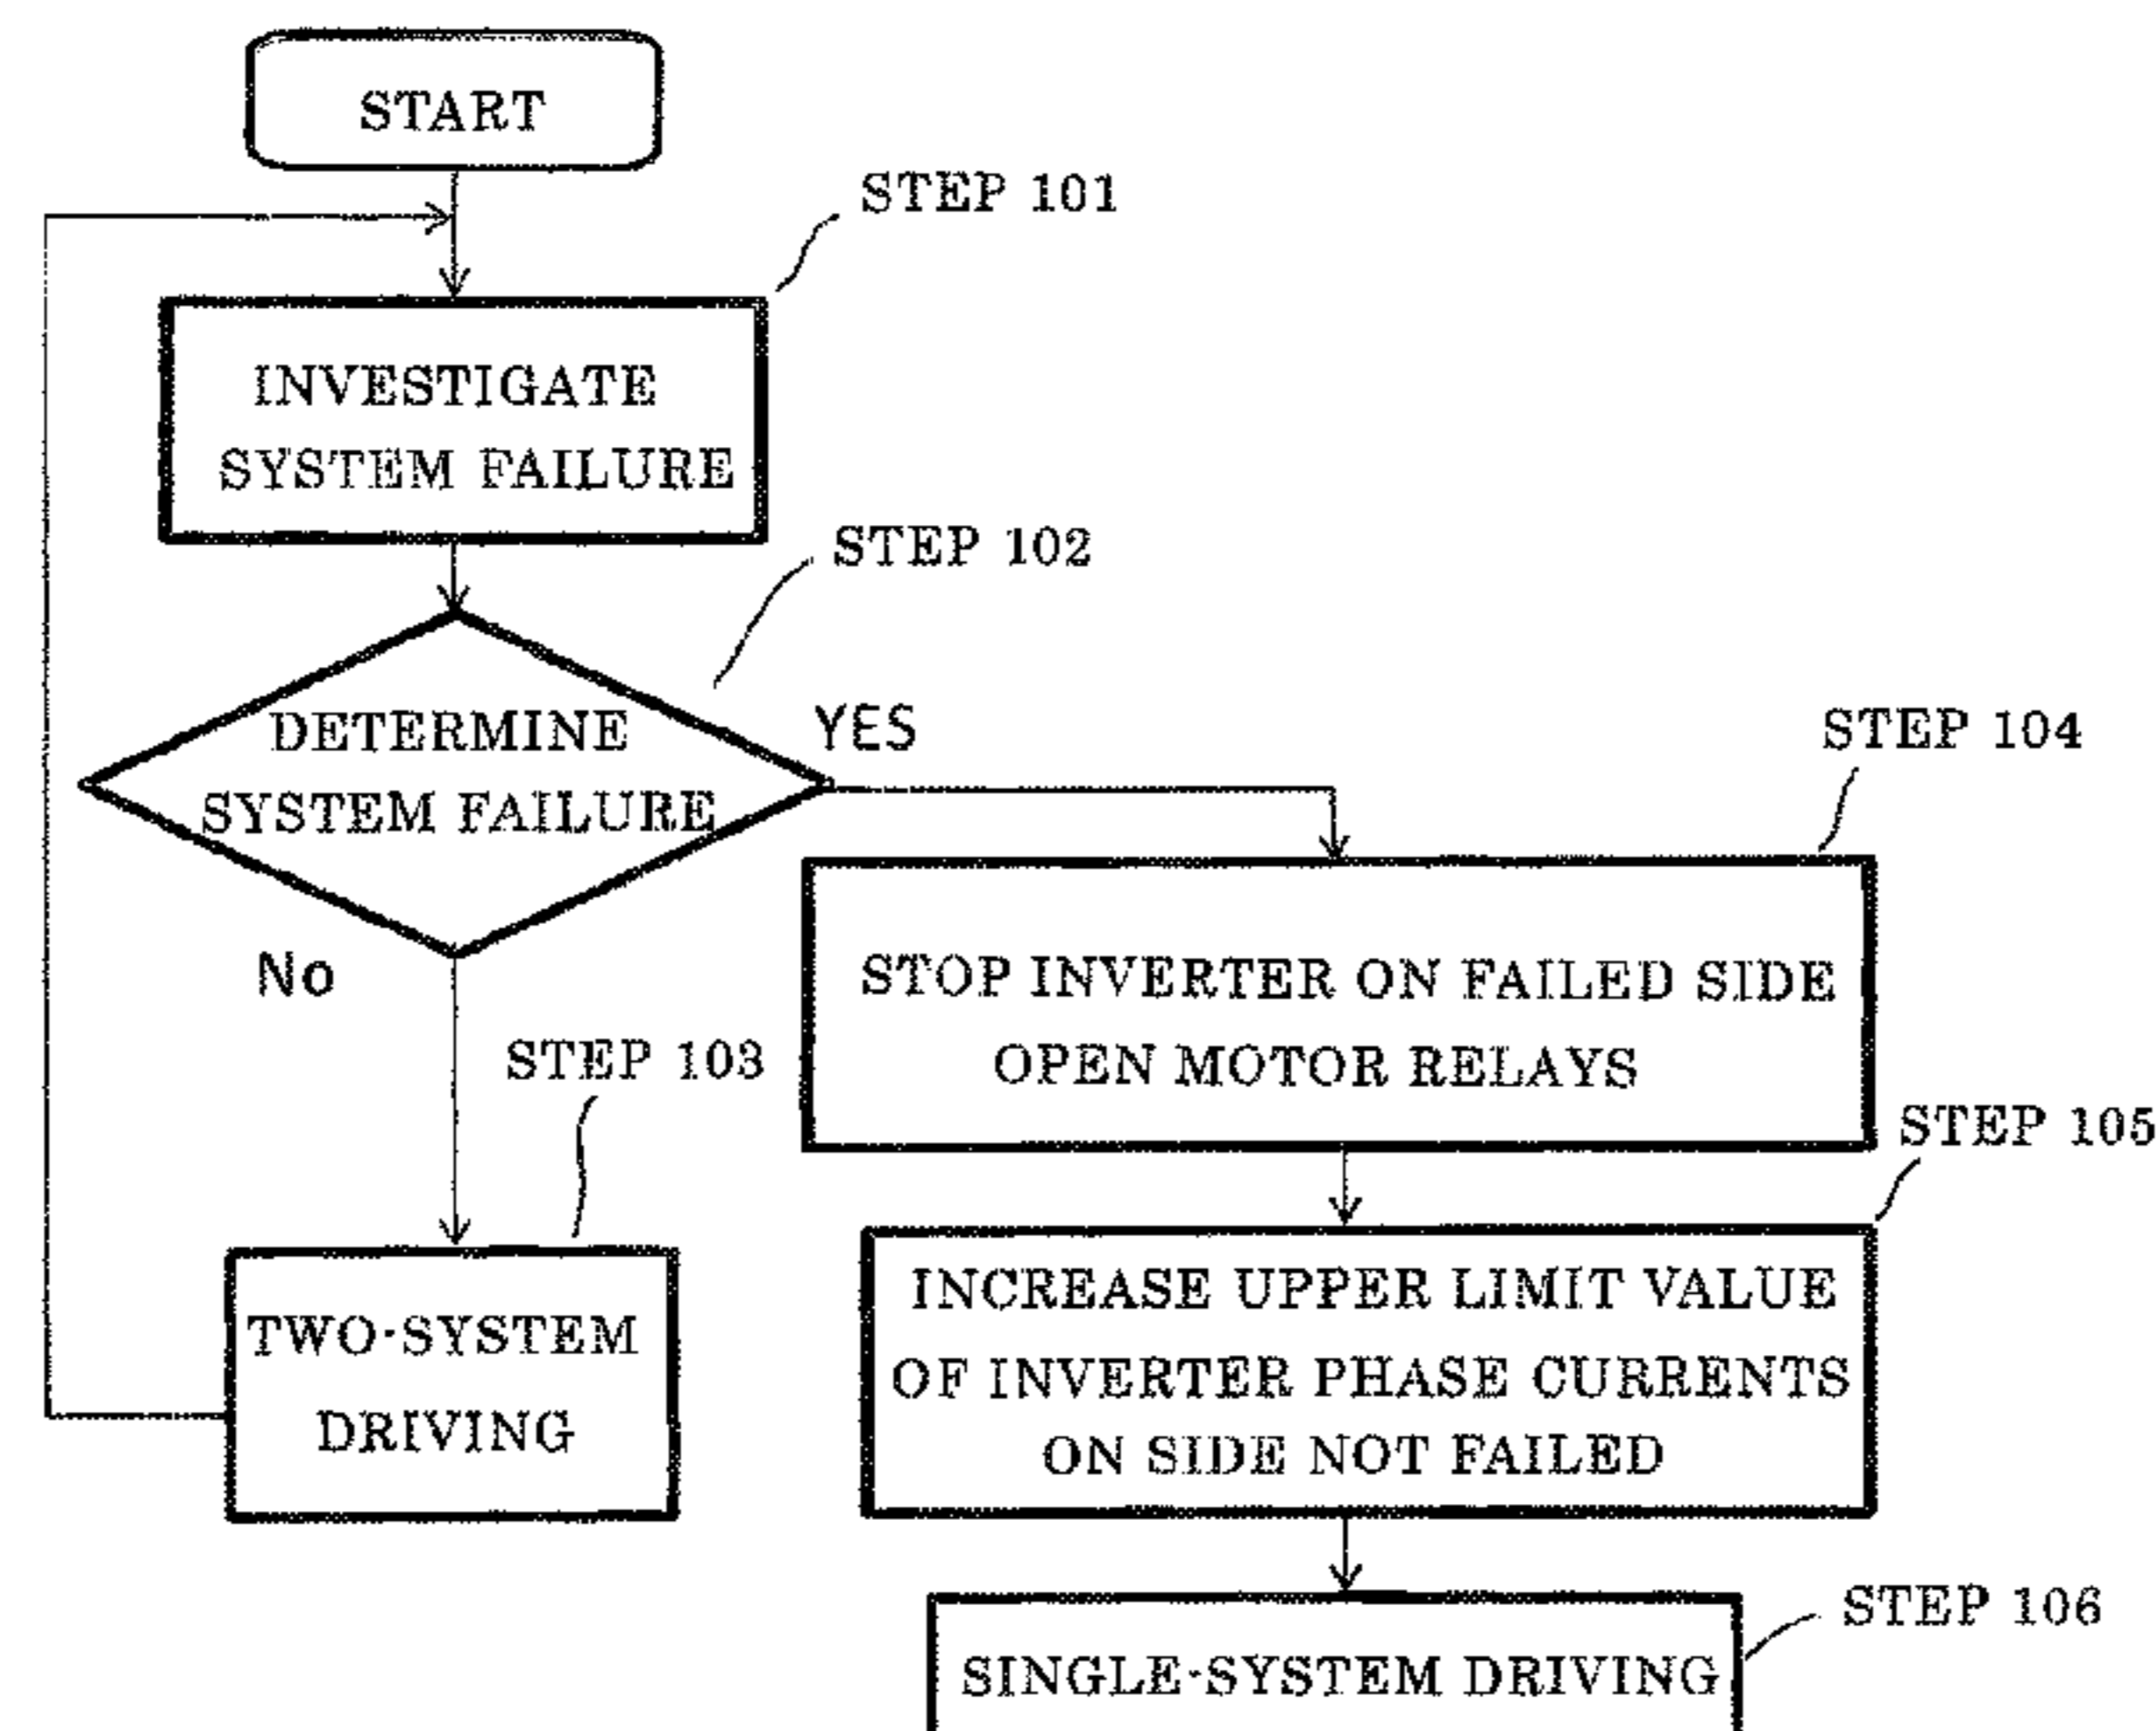 START
STEP 101
INVESTIGATE
SYSTEM FAILURE
STEP 102
DETERMINE
SYSTEM FAILURE
YES
No
STEP 103
TWO-SYSTEM
DRIVING
STEP 104
STOP INVERTER ON FAILED SIDE
OPEN MOTOR RELAYS
STEP 105
INCREASE UPPER LIMIT VALUE
OF INVERTER PHASE CURRENTS
ON SIDE NOT FAILED
STEP 106
SINGLE-SYSTEM DRIVING